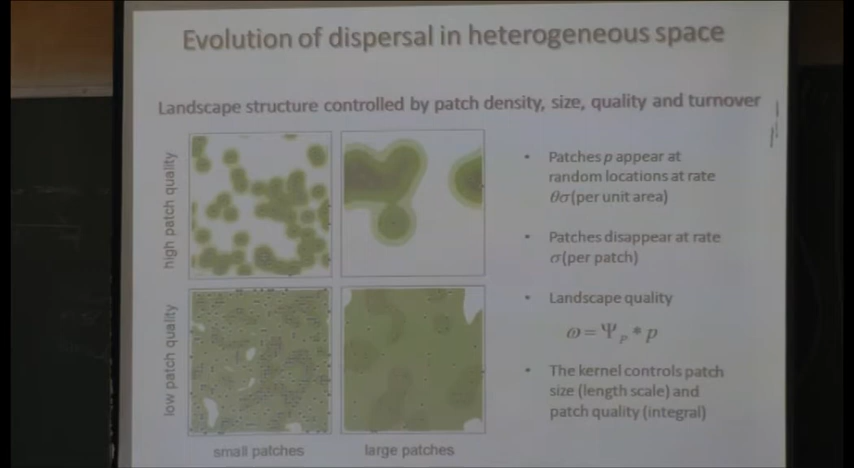 Evolution of dispersal in heterogeneous space
Landscape structure controlled by patch density, size, quality and turnover
high patch quality
low patch quality
small patches
large patches
• Patches p appear at
random locations at rate
θσ(per unit area)
• Patches disappear at rate
σ(per patch)
• Landscape quality
ω = Ψₚ * p
• The kernel controls patch
size (length scale) and
patch quality (integral)